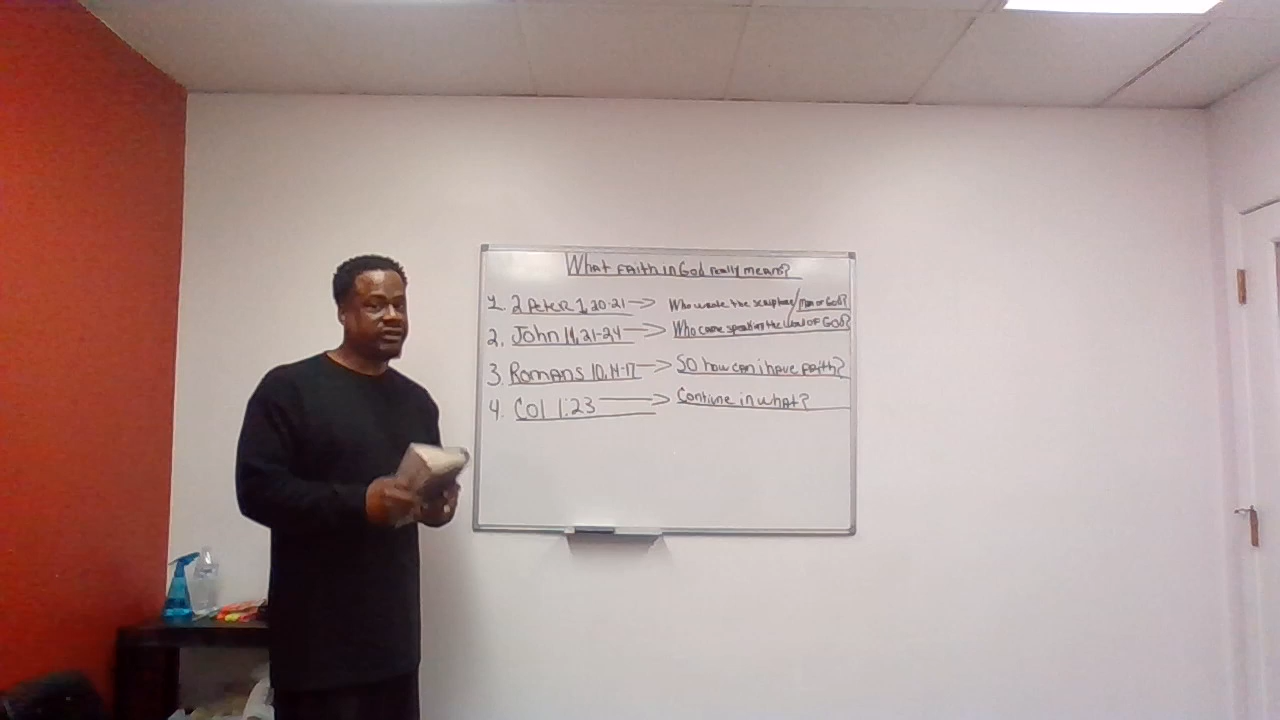 What Faith in God really means?
1. 2 Peter 1,20-21 → Who wrote the scripture / man or God?
2. John 14,21-24 → Who came speaking the word of God?
3. Romans 10,14-17 → So how can i have faith?
4. Col 1:23 → Continue in what?